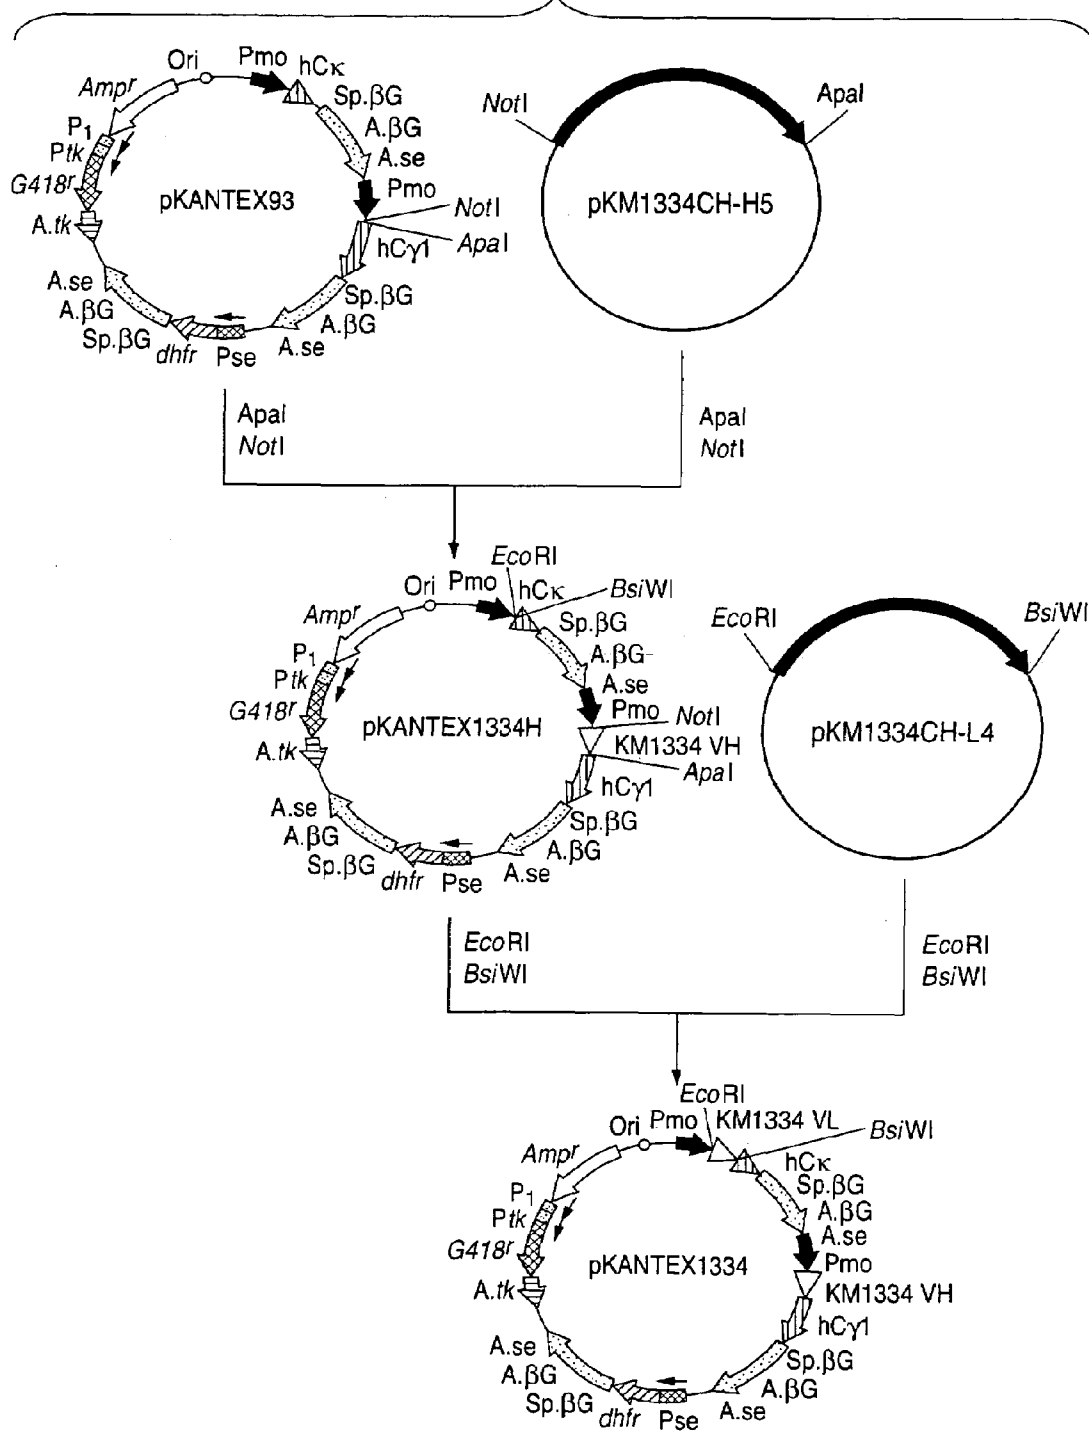 Ori
Pmo
hCκ
Ampr
Sp.βG
A.βG
A.se
P1
Ptk
G418r
A.tk
pKANTEX93
Pmo
NotI
ApaI
hCγ1
Sp.βG
A.βG
A.se
A.se
A.βG
Sp.βG
dhfr
Pse
NotI
ApaI
pKM1334CH-H5
ApaI
NotI
ApaI
NotI
EcoRI
Ori
Pmo
hCκ
BsiWI
Ampr
Sp.βG
A.βG
A.se
P1
Ptk
G418r
A.tk
pKANTEX1334H
Pmo
NotI
KM1334 VH
ApaI
hCγ1
Sp.βG
A.βG
A.se
A.se
A.βG
Sp.βG
dhfr
Pse
EcoRI
BsiWI
pKM1334CH-L4
EcoRI
BsiWI
EcoRI
BsiWI
EcoRI
Ori
Pmo
KM1334 VL
BsiWI
Ampr
hCκ
Sp.βG
A.βG
A.se
P1
Ptk
G418r
A.tk
pKANTEX1334
Pmo
KM1334 VH
hCγ1
Sp.βG
A.βG
A.se
A.se
A.βG
Sp.βG
dhfr
Pse